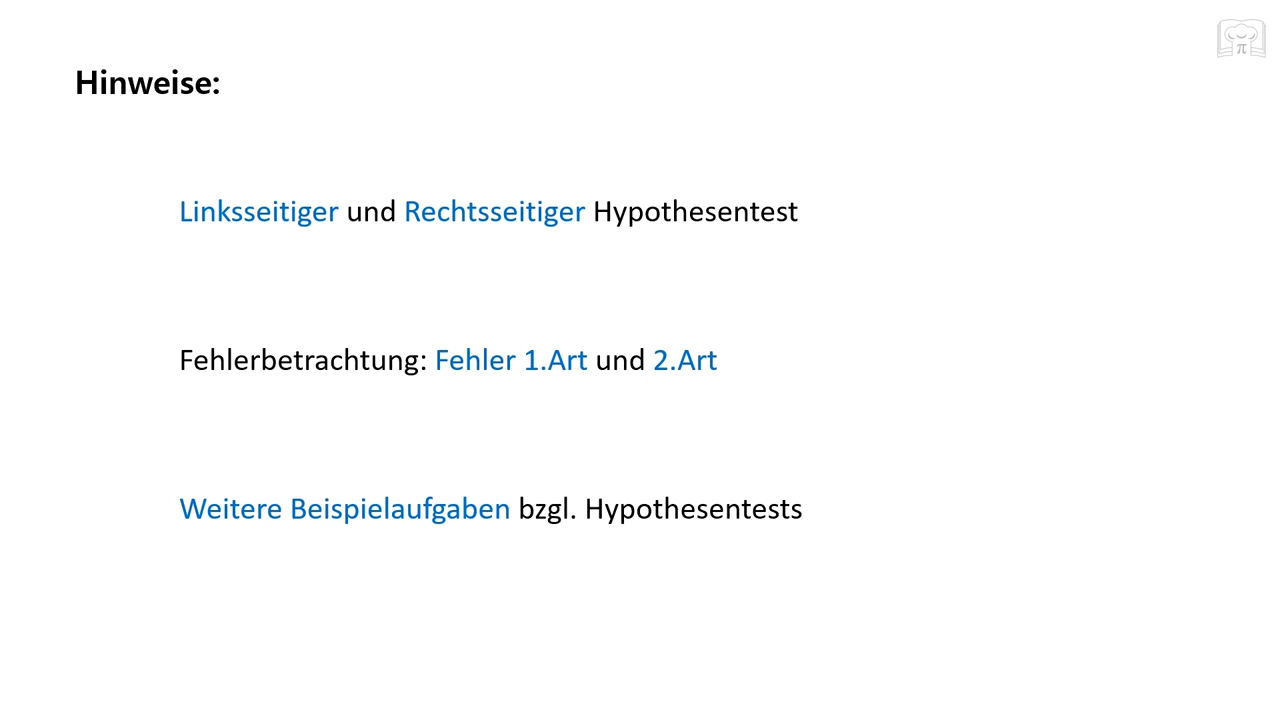 Hinweise:
Linksseitiger und Rechtsseitiger Hypothesentest
Fehlerbetrachtung: Fehler 1.Art und 2.Art
Weitere Beispielaufgaben bzgl. Hypothesentests
π